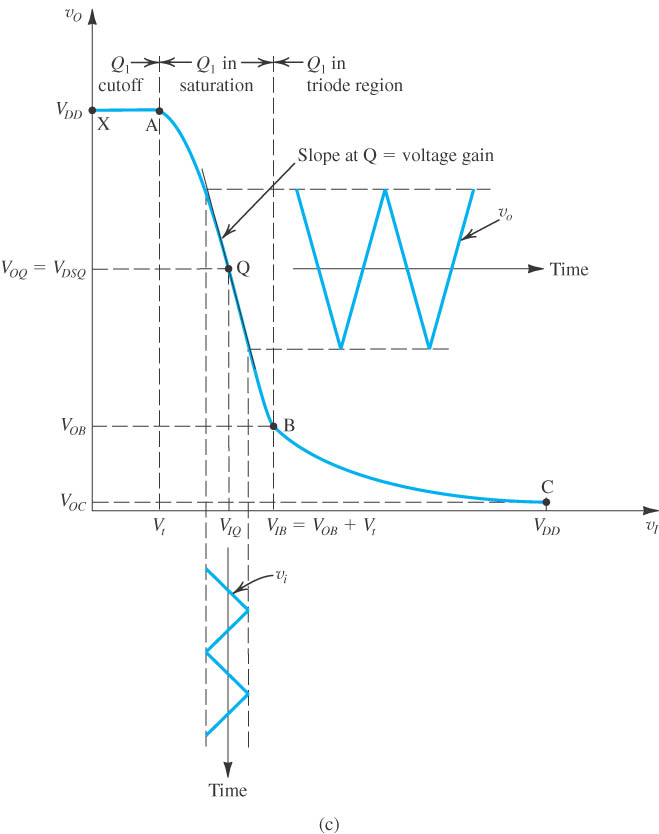 v_O
Q_1 Q_1 in Q_1 in
cutoff saturation triode region
V_DD
X A
Slope at Q = voltage gain
v_o
V_OQ = V_DSQ Q Time
V_OB B
C
V_OC
V_t V_IQ V_IB = V_OB + V_t V_DD v_I
v_i
Time
(c)